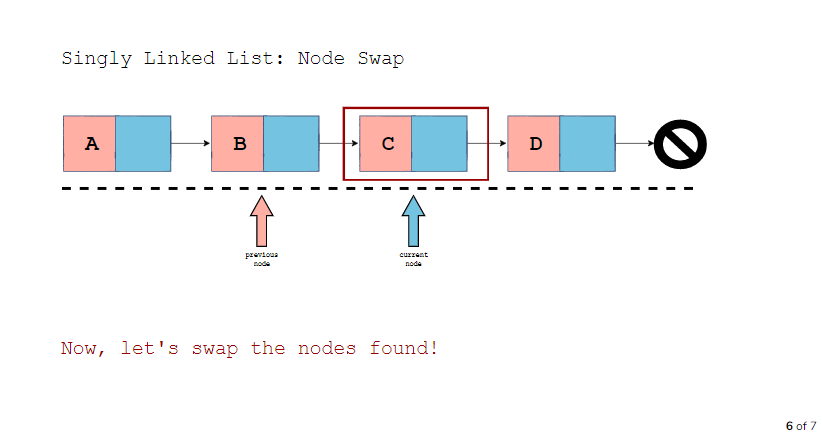 Singly Linked List: Node Swap
A B C D
previous
node
current
node
Now, let's swap the nodes found!
6 of 7